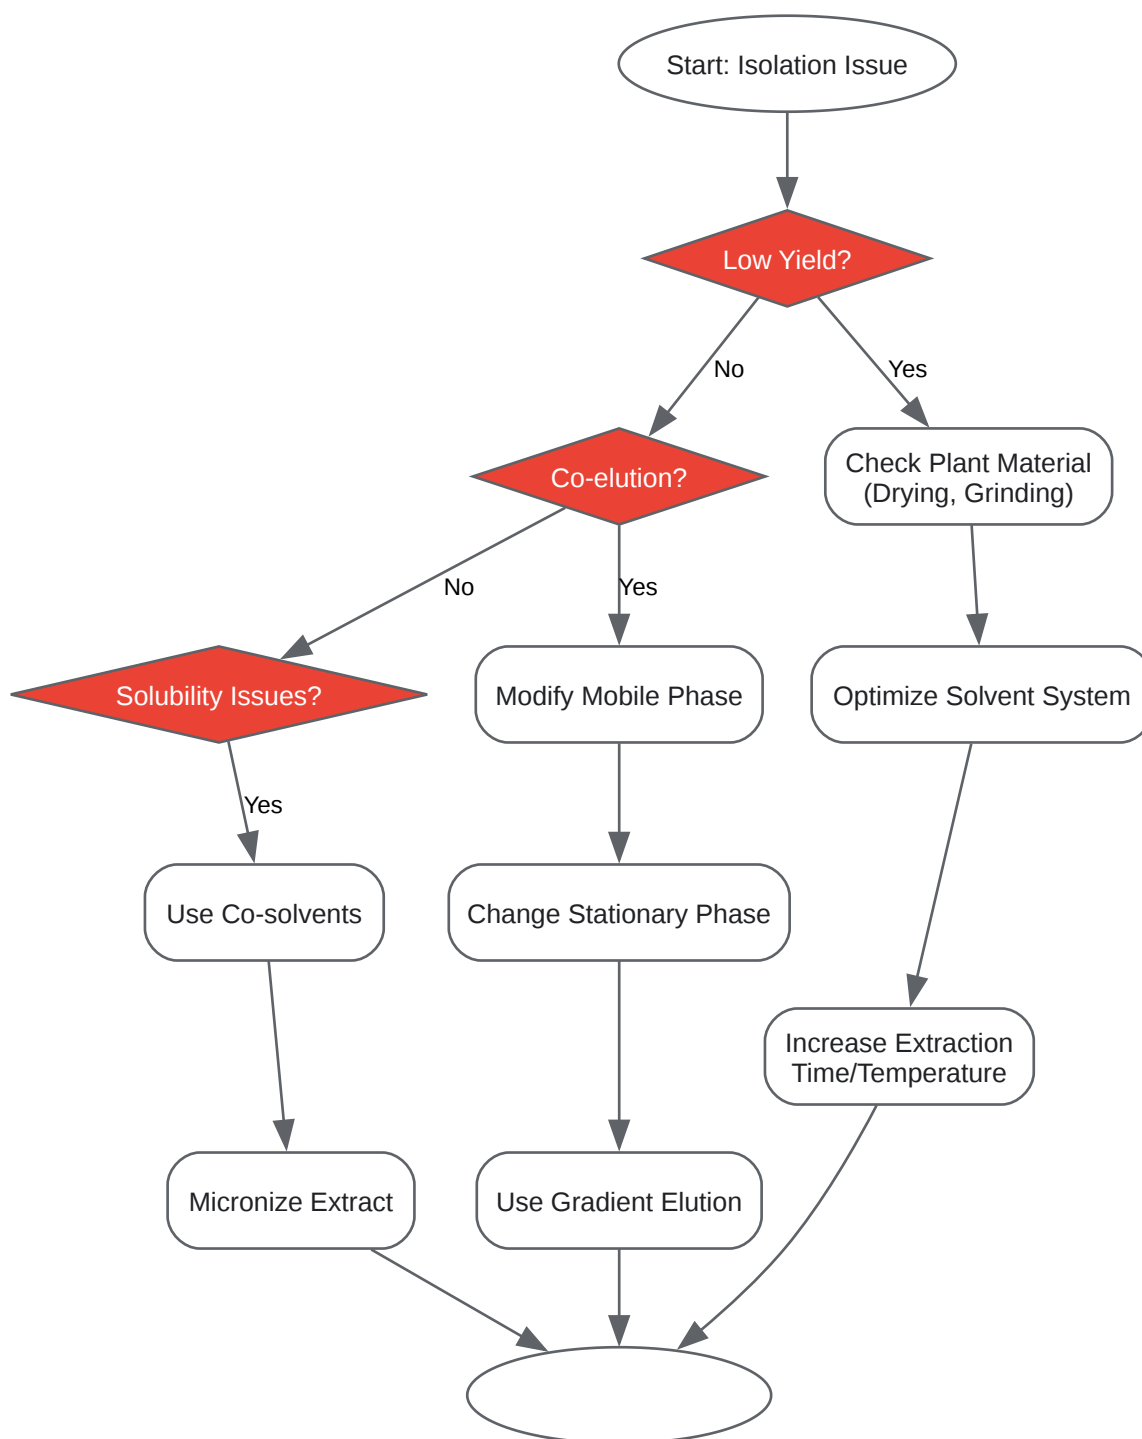 Start: Isolation Issue
Low Yield?
No
Yes
Co-elution?
Check Plant Material
(Drying, Grinding)
No
Yes
Solubility Issues?
Modify Mobile Phase
Optimize Solvent System
Yes
Use Co-solvents
Change Stationary Phase
Increase Extraction
Time/Temperature
Micronize Extract
Use Gradient Elution